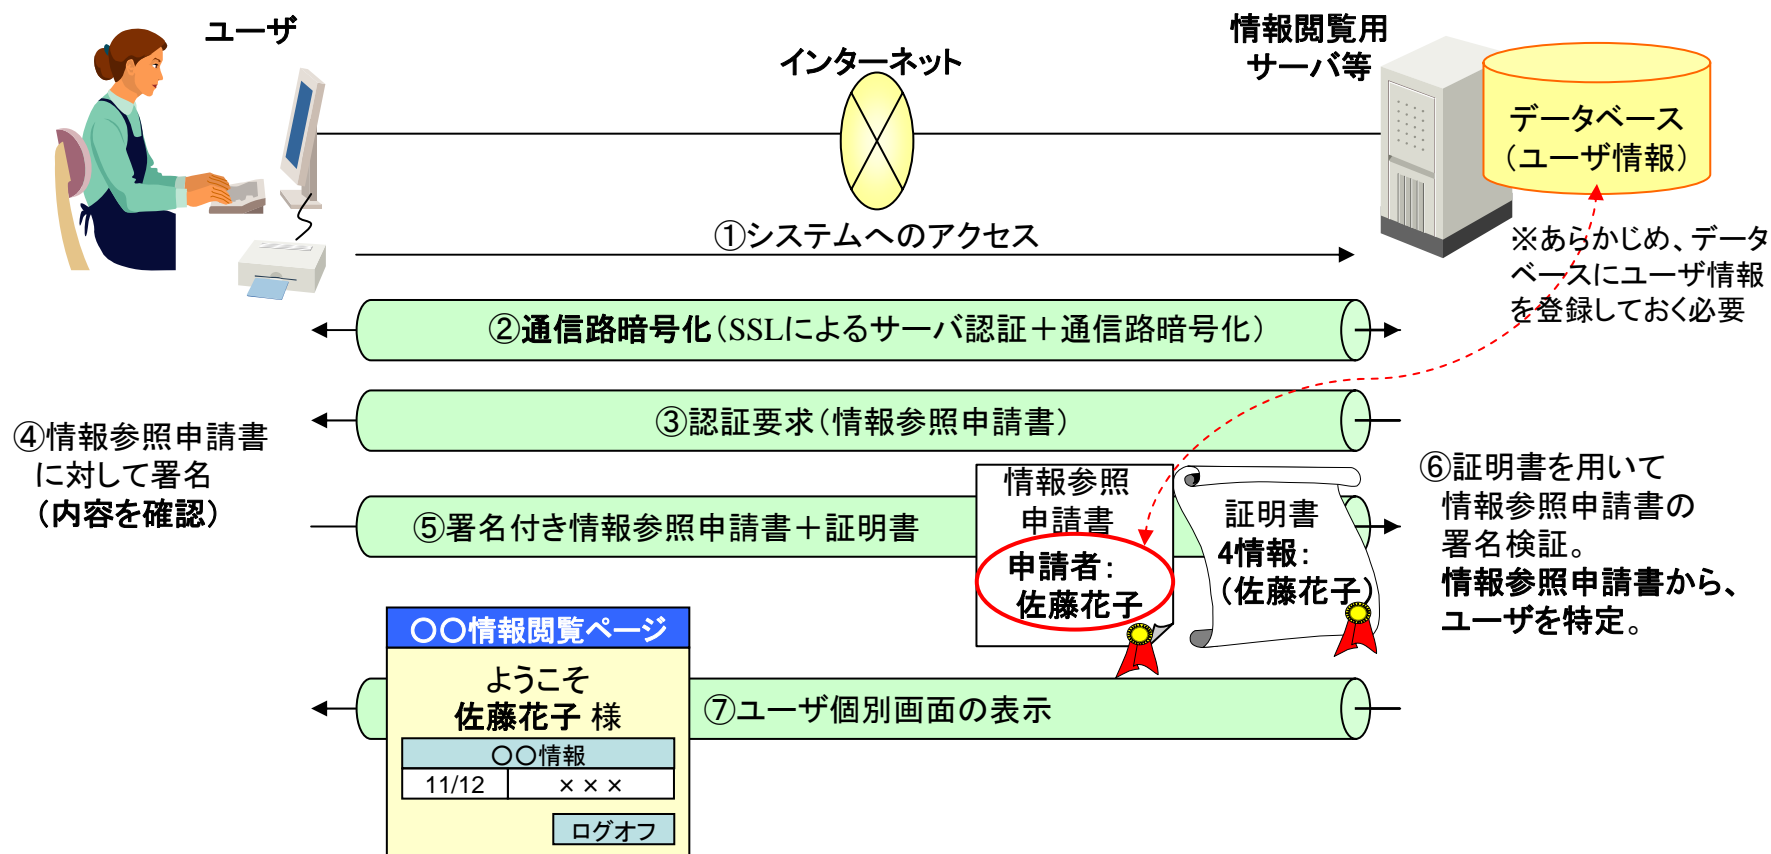 ユーザ
インターネット
情報閲覧用
サーバ等
データベース
（ユーザ情報）
①システムへのアクセス
※あらかじめ、データ
ベースにユーザ情報
を登録しておく必要
②通信路暗号化（SSLによるサーバ認証＋通信路暗号化）
③認証要求（情報参照申請書）
④情報参照申請書
に対して署名
（内容を確認）
⑤署名付き情報参照申請書＋証明書
情報参照
申請書
申請者：
佐藤花子
証明書
4情報：
（佐藤花子）
⑥証明書を用いて
情報参照申請書の
署名検証。
情報参照申請書から、
ユーザを特定。
〇〇情報閲覧ページ
ようこそ
佐藤花子 様
〇〇情報
11/12 × × ×
ログオフ
⑦ユーザ個別画面の表示